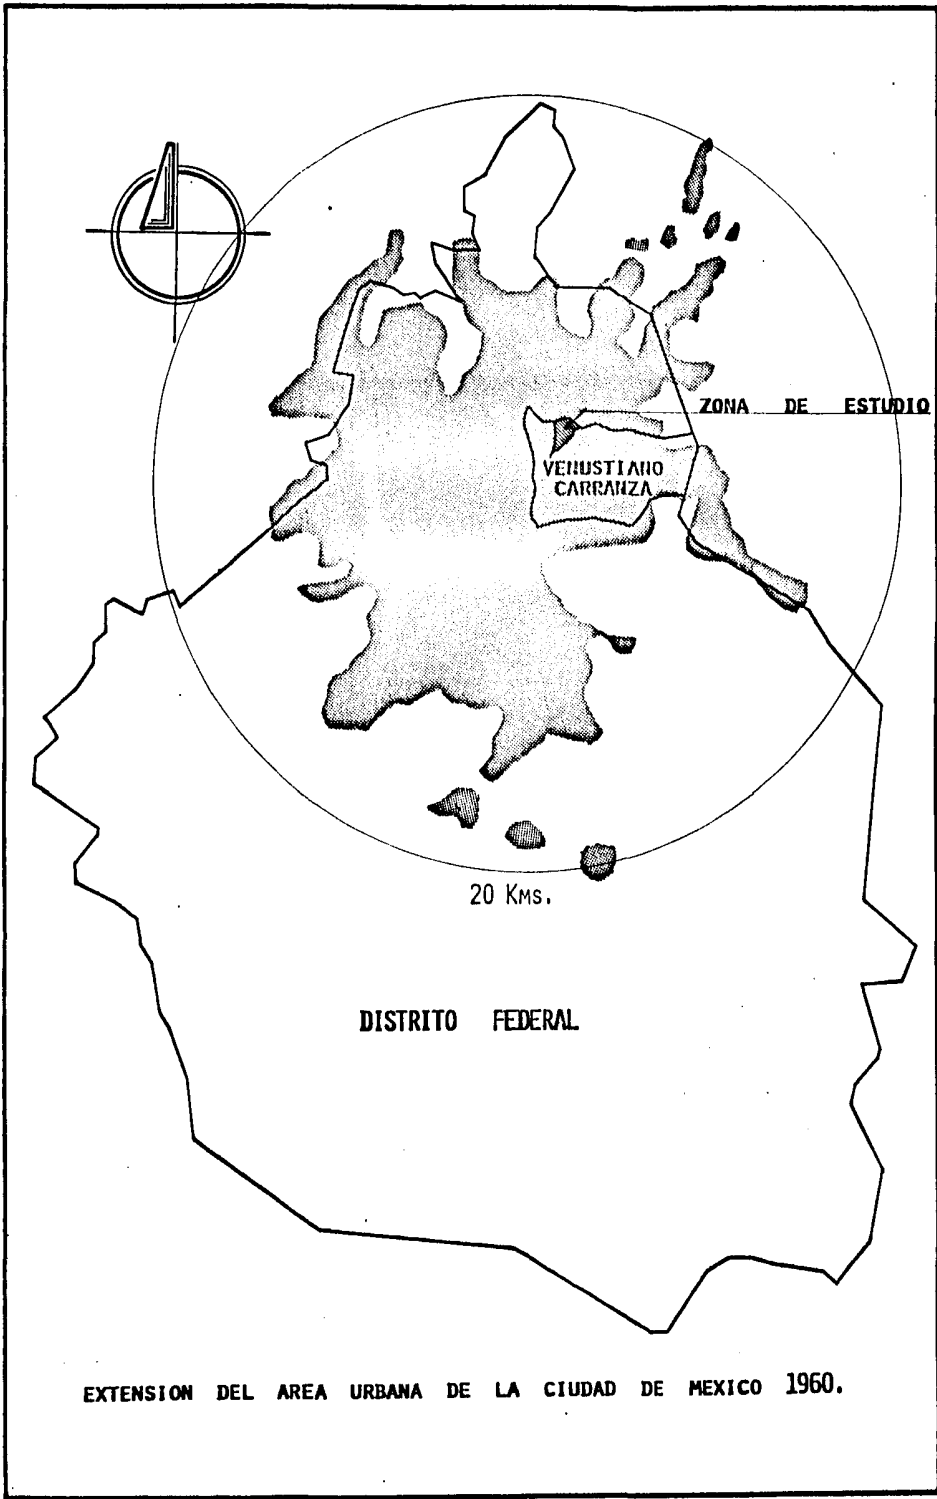 ZONA DE ESTUDIO
VENUSTIANO
CARRANZA
20 KMS.
DISTRITO FEDERAL
EXTENSION DEL AREA URBANA DE LA CIUDAD DE MEXICO 1960.